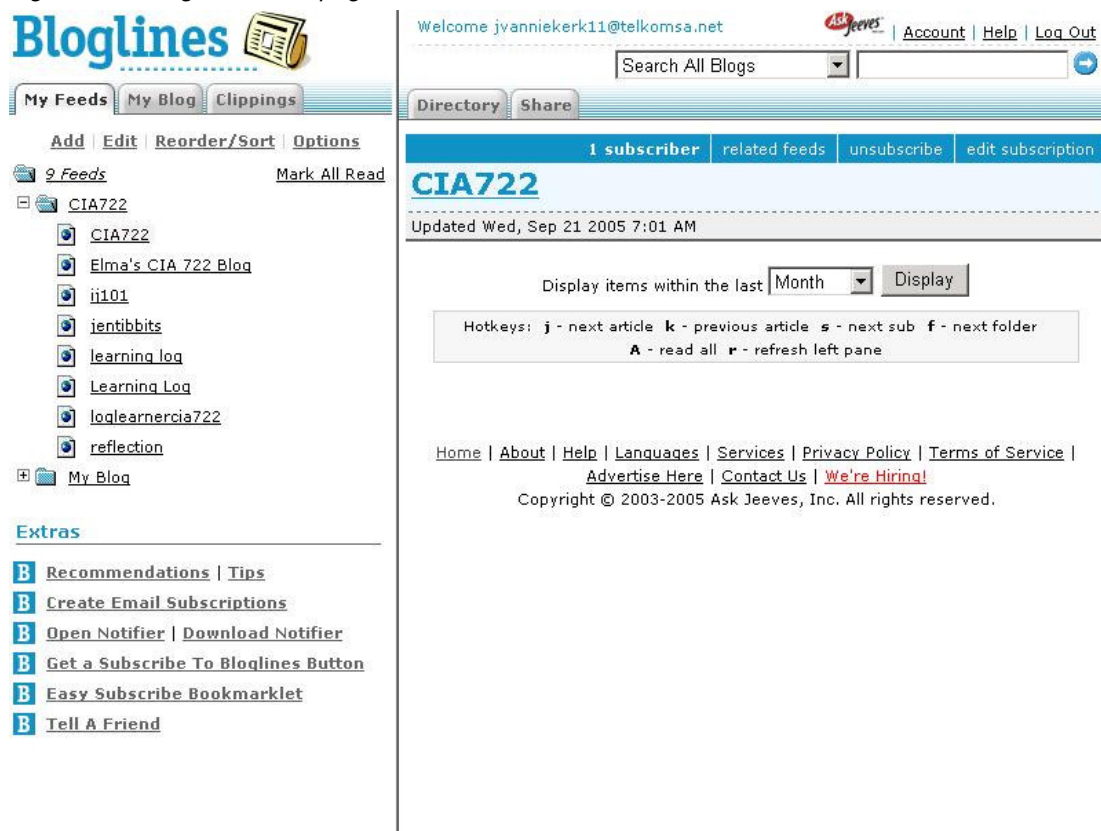 Bloglines
My Feeds My Blog Clippings
Add | Edit | Reorder/Sort | Options
9 Feeds Mark All Read
CIA722
CIA722
Elma's CIA 722 Blog
ij101
jentibbits
learning log
Learning Log
loglearnercia722
reflection
My Blog
Extras
Recommendations | Tips
Create Email Subscriptions
Open Notifier | Download Notifier
Get a Subscribe To Bloglines Button
Easy Subscribe Bookmarklet
Tell A Friend
Welcome jvanniekerk11@telkomsa.net Ask Jeeves | Account | Help | Log Out
Search All Blogs
Directory Share
1 subscriber | related feeds | unsubscribe | edit subscription
CIA722
Updated Wed, Sep 21 2005 7:01 AM
Display items within the last Month Display
Hotkeys: j - next article k - previous article s - next sub f - next folder
A - read all r - refresh left pane
Home | About | Help | Languages | Services | Privacy Policy | Terms of Service |
Advertise Here | Contact Us | We're Hiring!
Copyright © 2003-2005 Ask Jeeves, Inc. All rights reserved.